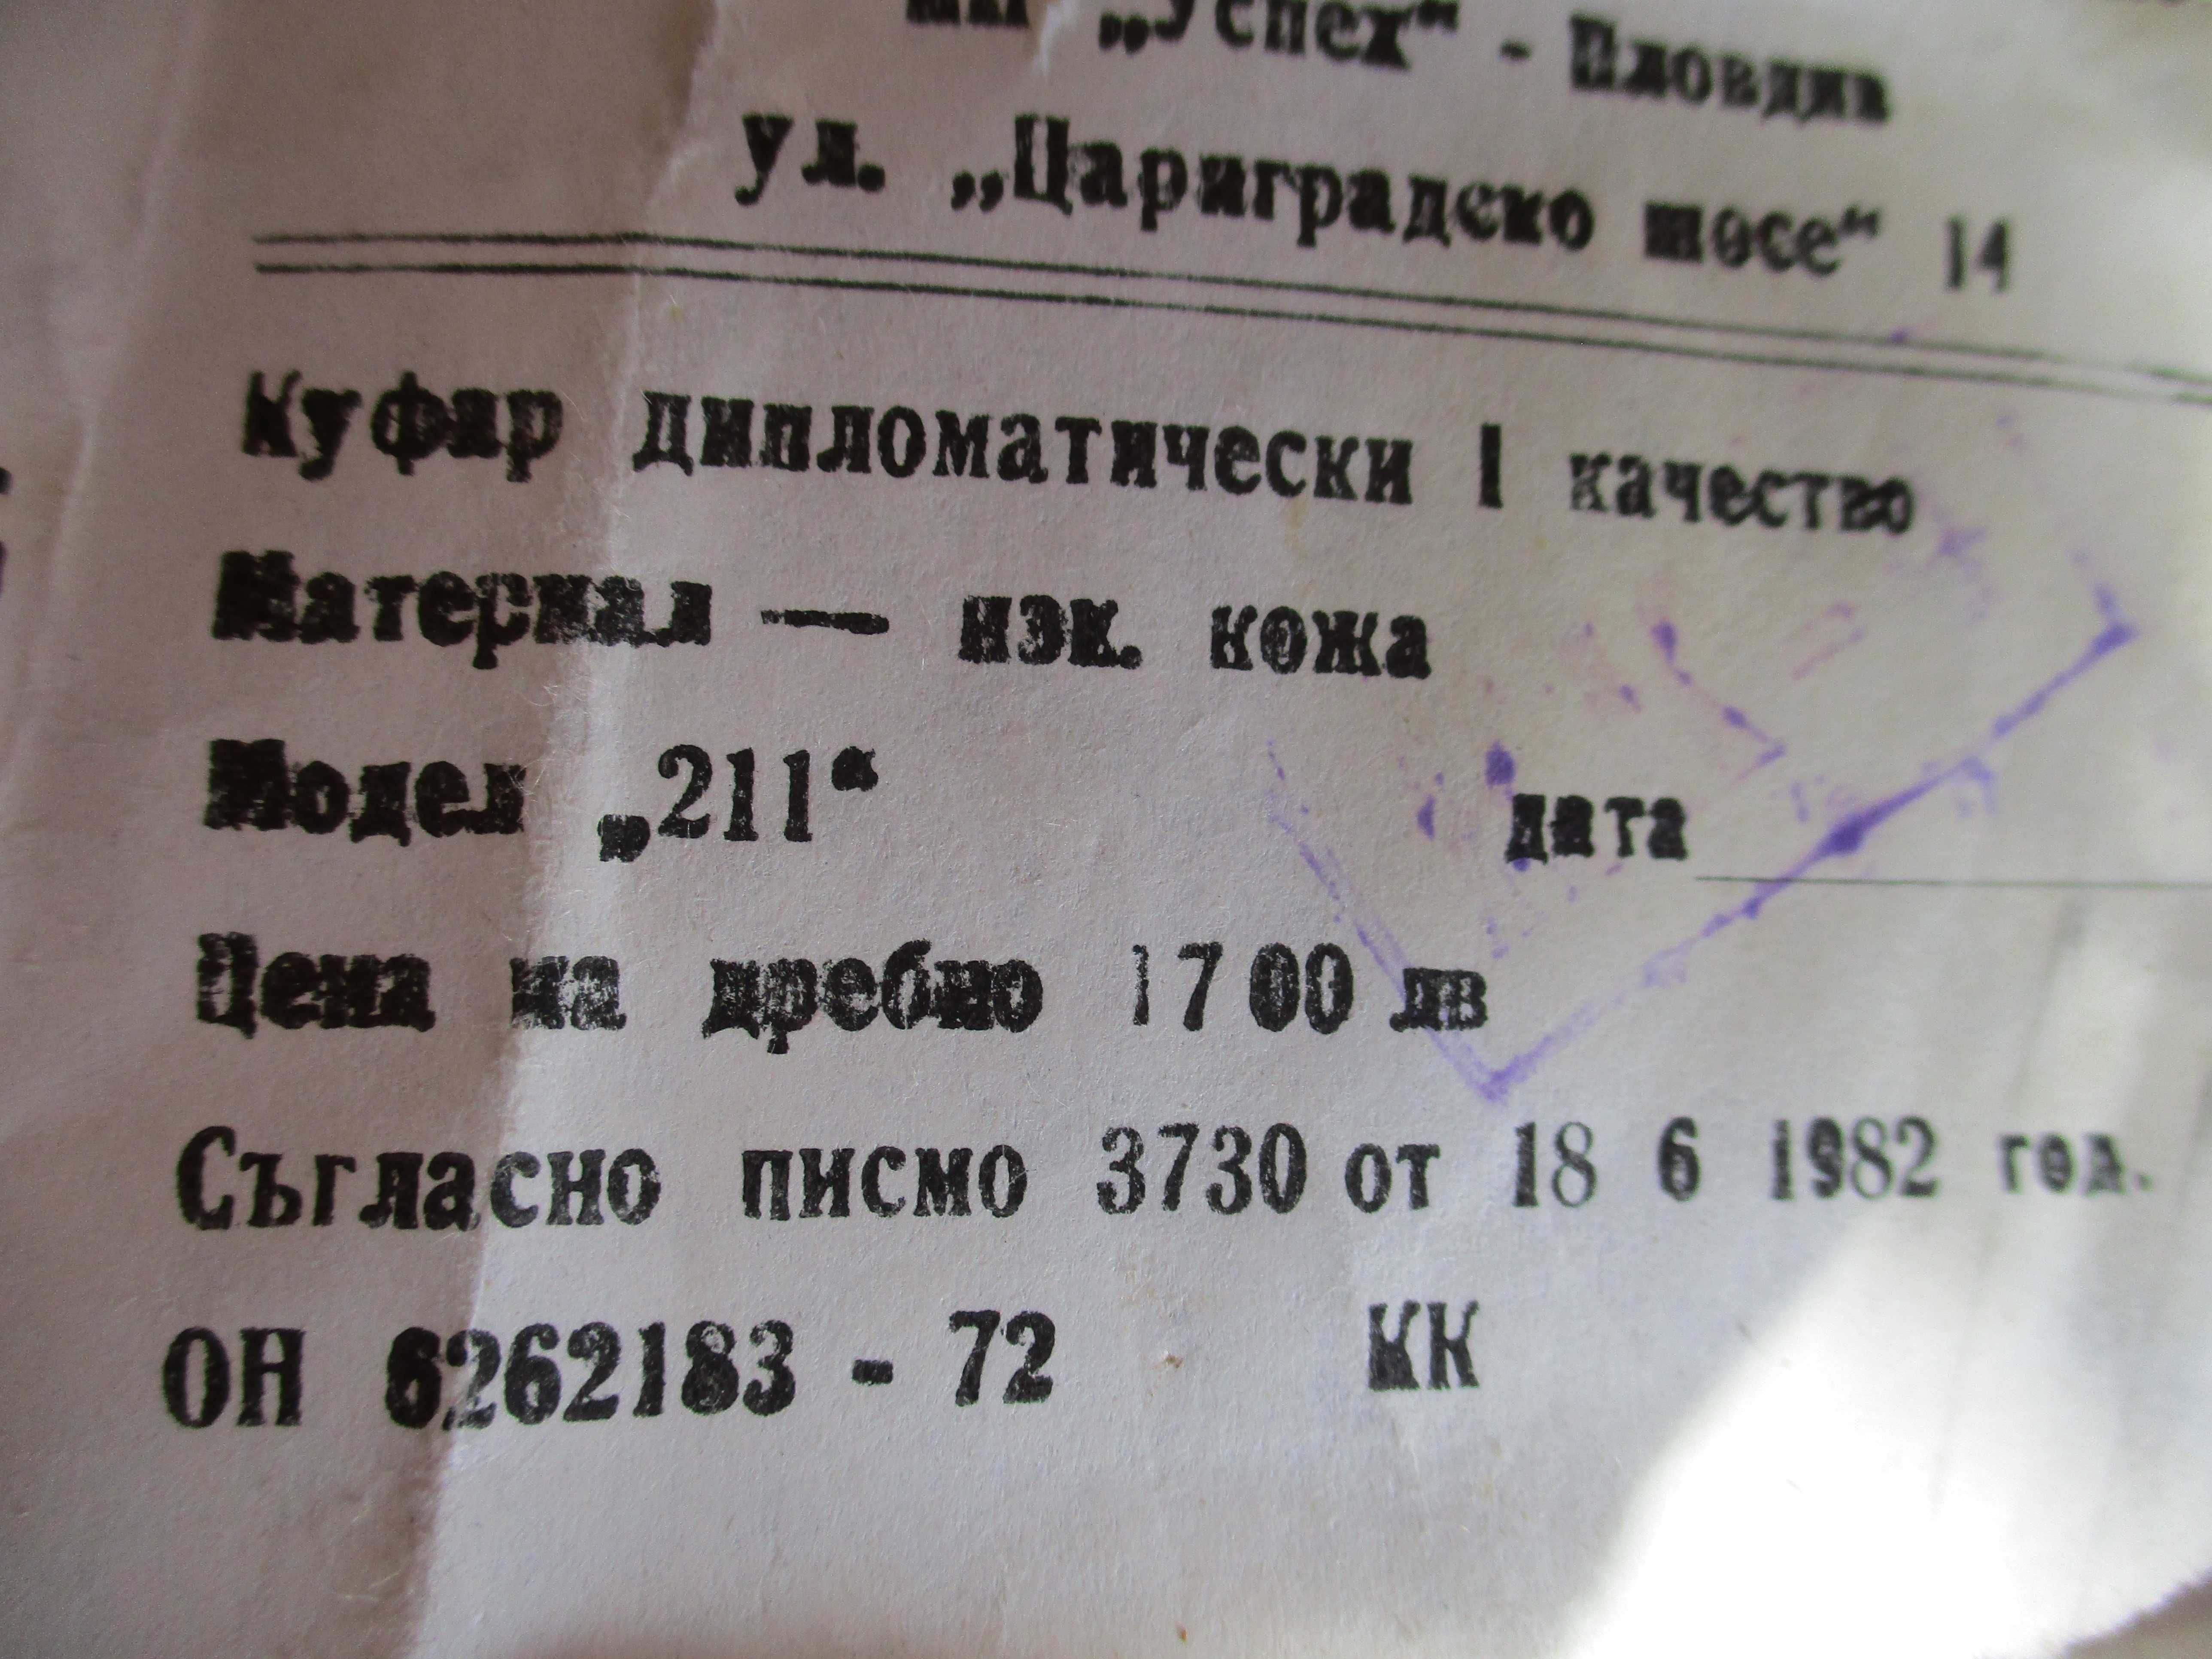 „Успех“ - Пловдив
ул. „Цариградско шосе“ 14
Куфар дипломатически I качество
Материал — изк. кожа
Модел „211“ дата
Цена на дребно 17 00 лв
Съгласно писмо 3730 от 18 6 1982 год.
ОН 6262183 - 72 КК